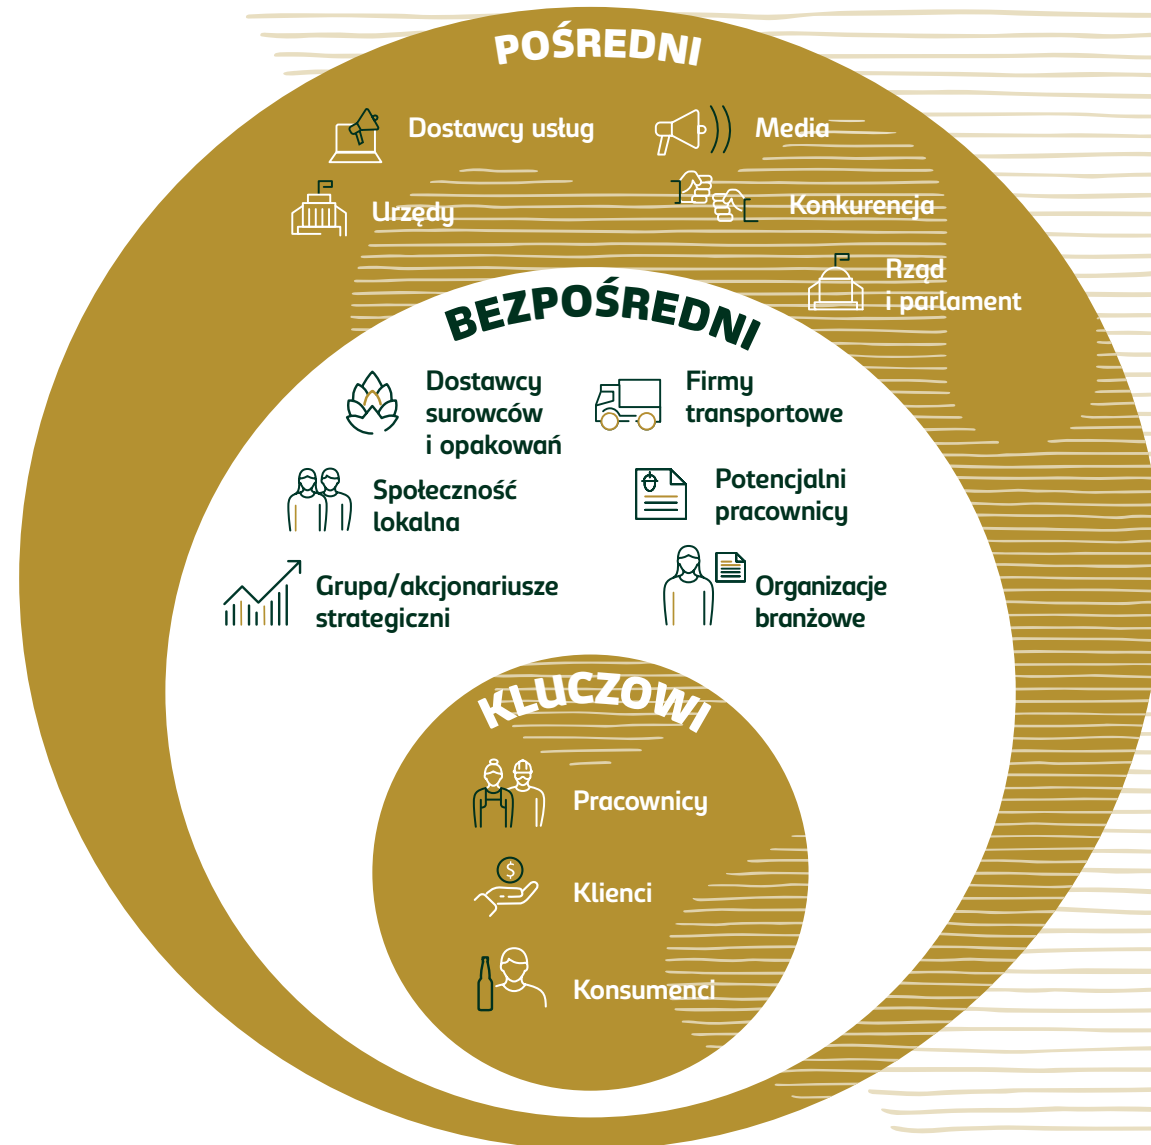 POŚREDNI
Dostawcy usług
Media
Urzędy
Konkurencja
Rząd
i parlament
BEZPOŚREDNI
Dostawcy
surowców
i opakowań
Firmy
transportowe
Społeczność
lokalna
Potencjalni
pracownicy
Grupa/akcjonariusze
strategiczni
Organizacje
branżowe
KLUCZOWI
Pracownicy
$
Klienci
Konsumenci